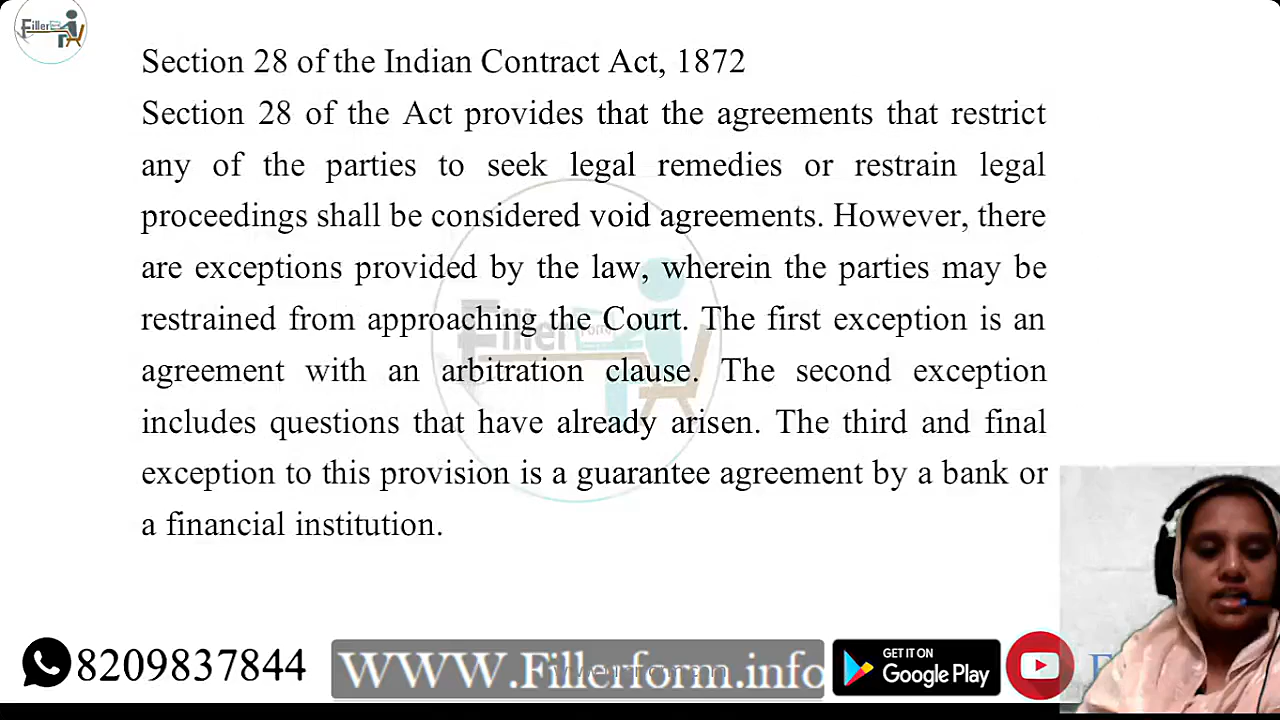 Filler
Section 28 of the Indian Contract Act, 1872
Section 28 of the Act provides that the agreements that restrict
any of the parties to seek legal remedies or restrain legal
proceedings shall be considered void agreements. However, there
are exceptions provided by the law, wherein the parties may be
restrained from approaching the Court. The first exception is an
agreement with an arbitration clause. The second exception
includes questions that have already arisen. The third and final
exception to this provision is a guarantee agreement by a bank or
a financial institution.
Filler Form
8209837844
WWW.Fillerform.info
GET IT ON
Google Play